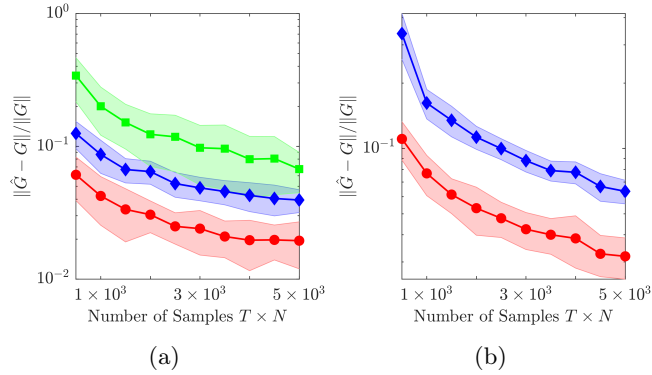 10^0
10^{-1}
10^{-2}
‖Ĝ − G‖/‖G‖
1 × 10^3
3 × 10^3
5 × 10^3
Number of Samples T × N
(a)
10^{-1}
‖Ĝ − G‖/‖G‖
1 × 10^3
3 × 10^3
5 × 10^3
Number of Samples T × N
(b)